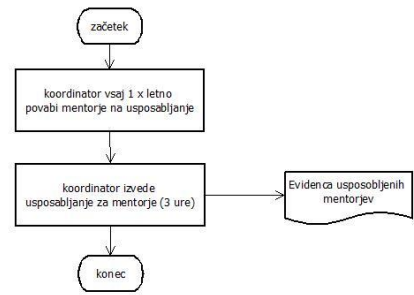 začetek
koordinator vsaj 1 x letno
povabi mentorje na usposabljanje
koordinator izvede
usposabljanje za mentorje (3 ure)
Evidenca usposobljenih
mentorjev
konec